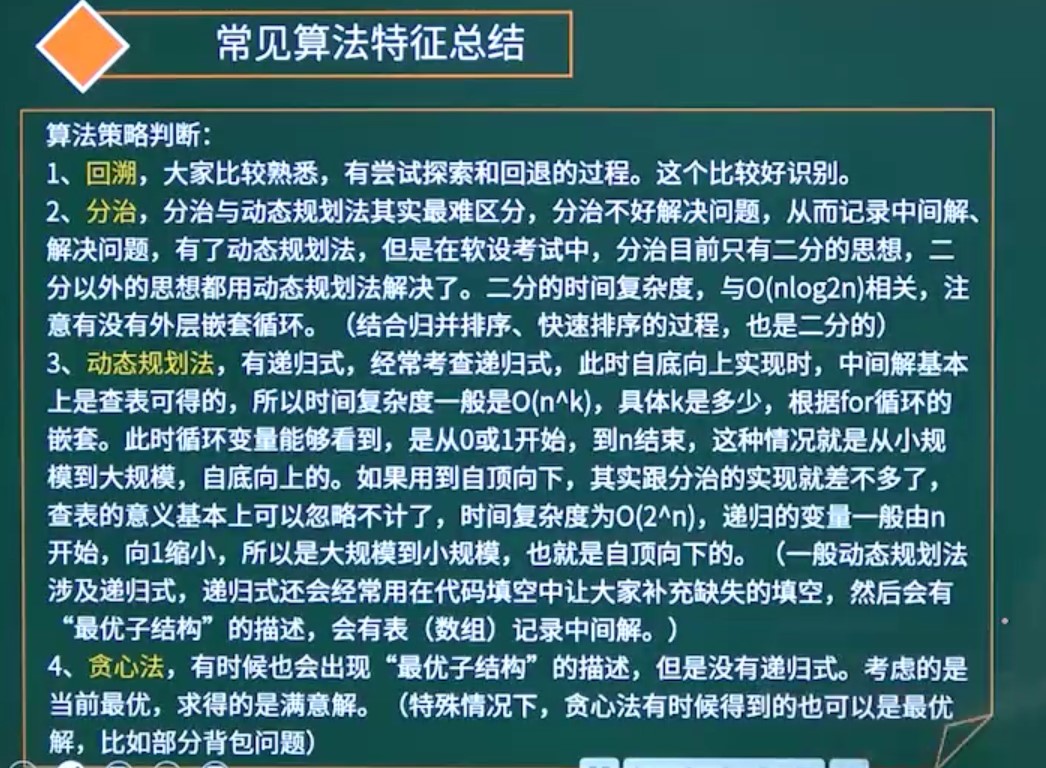 常见算法特征总结
算法策略判断：
1、回溯，大家比较熟悉，有尝试探索和回退的过程。这个比较好识别。
2、分治，分治与动态规划法其实最难区分，分治不好解决问题，从而记录中间解、
解决问题，有了动态规划法，但是在软设考试中，分治目前只有二分的思想，二
分以外的思想都用动态规划法解决了。二分的时间复杂度，与O(nlog2n)相关，注
意有没有外层嵌套循环。（结合归并排序、快速排序的过程，也是二分的）
3、动态规划法，有递归式，经常考查递归式，此时自底向上实现时，中间解基本
上是查表可得的，所以时间复杂度一般是O(n^k)，具体k是多少，根据for循环的
嵌套。此时循环变量能够看到，是从0或1开始，到n结束，这种情况就是从小规
模到大规模，自底向上的。如果用到自顶向下，其实跟分治的实现就差不多了，
查表的意义基本上可以忽略不计了，时间复杂度为O(2^n)，递归的变量一般由n
开始，向1缩小，所以是大规模到小规模，也就是自顶向下的。（一般动态规划法
涉及递归式，递归式还会经常用在代码填空中让大家补充缺失的填空，然后会有
“最优子结构”的描述，会有表（数组）记录中间解。）
4、贪心法，有时候也会出现“最优子结构”的描述，但是没有递归式。考虑的是
当前最优，求得的是满意解。（特殊情况下，贪心法有时候得到的也可以是最优
解，比如部分背包问题）